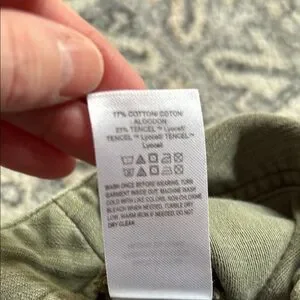 77% COTTON/ COTON/
ALGODON
23% TENCEL™ Lyocell/
TENCEL™ Lyocell/ TENCEL™
Lyocell
WASH ONCE BEFORE WEARING. TURN
GARMENT INSIDE OUT. MACHINE WASH
COLD WITH LIKE COLORS. NON-CHLORINE
BLEACH WHEN NEEDED. TUMBLE DRY
LOW. WARM IRON IF NEEDED. DO NOT
DRY CLEAN